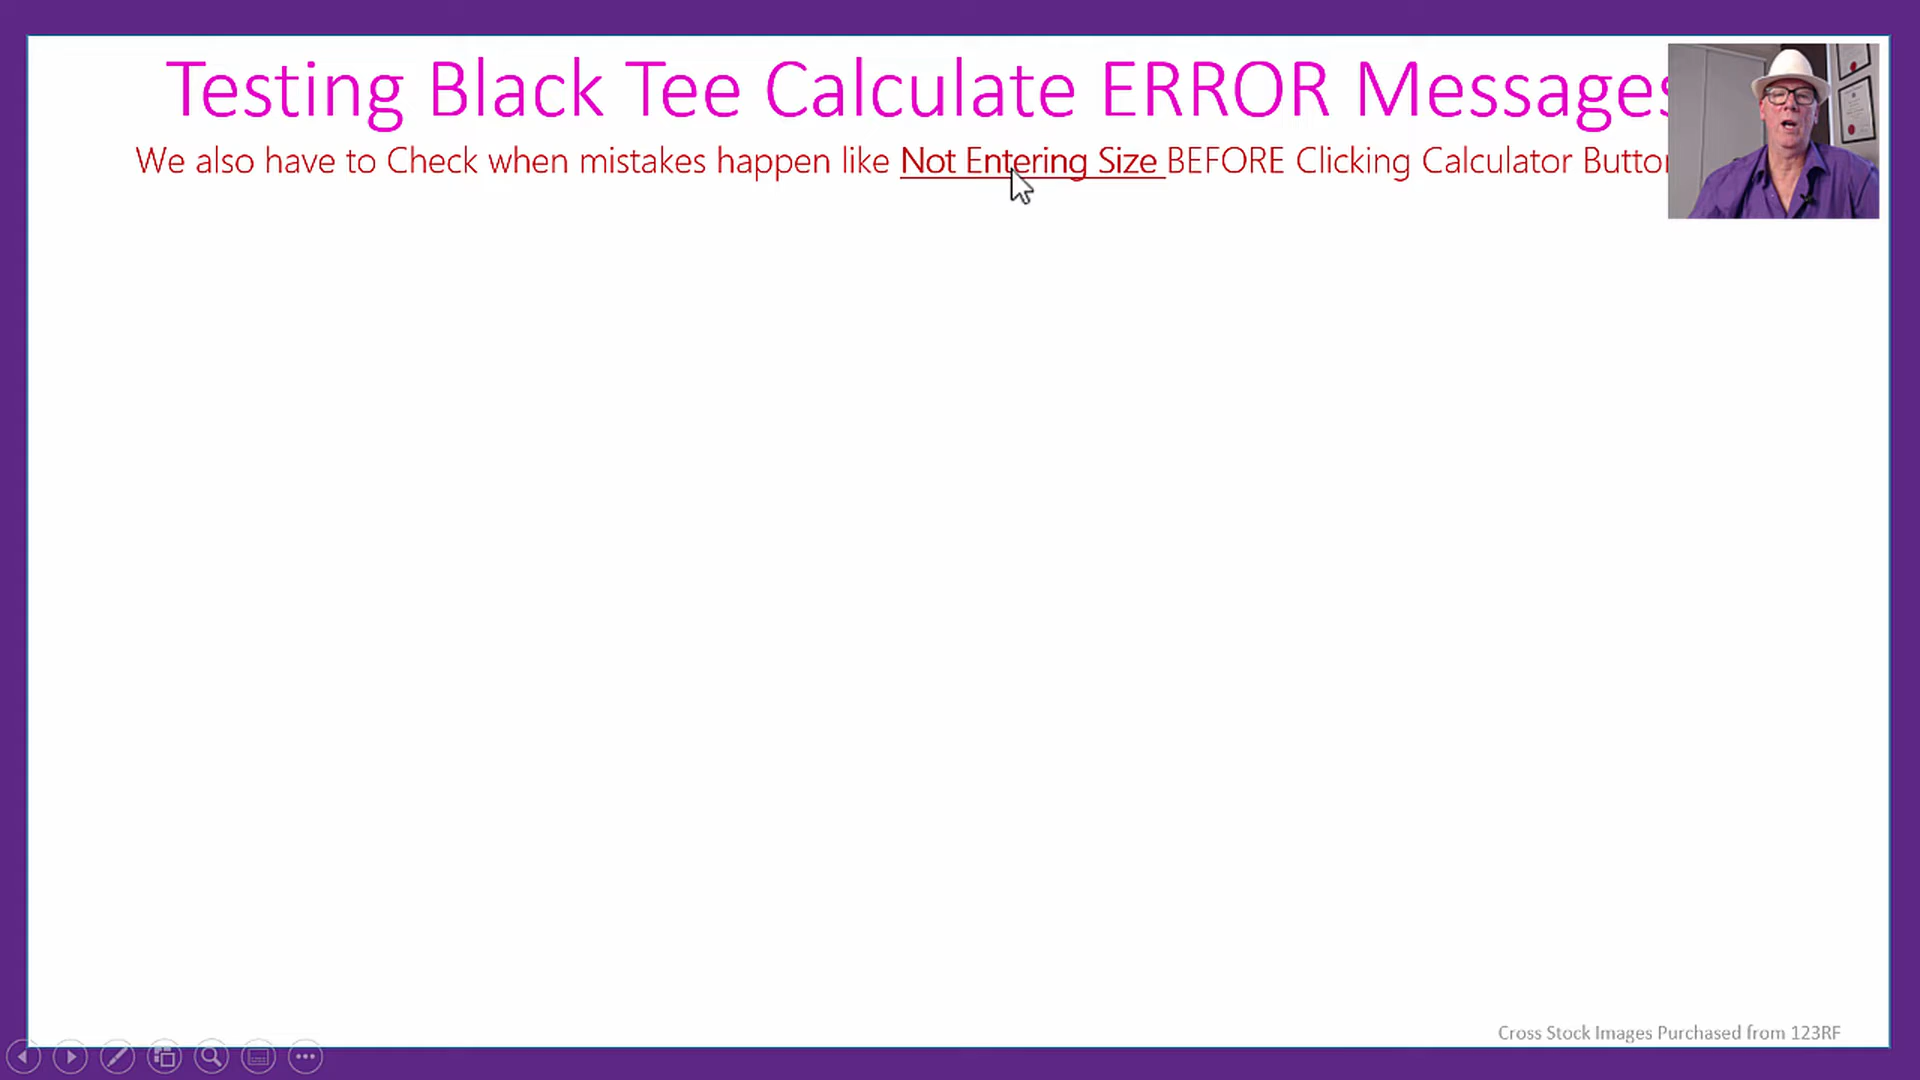 Testing Black Tee Calculate ERROR Messages
We also have to Check when mistakes happen like Not Entering Size BEFORE Clicking Calculator Button
Cross Stock Images Purchased from 123RF